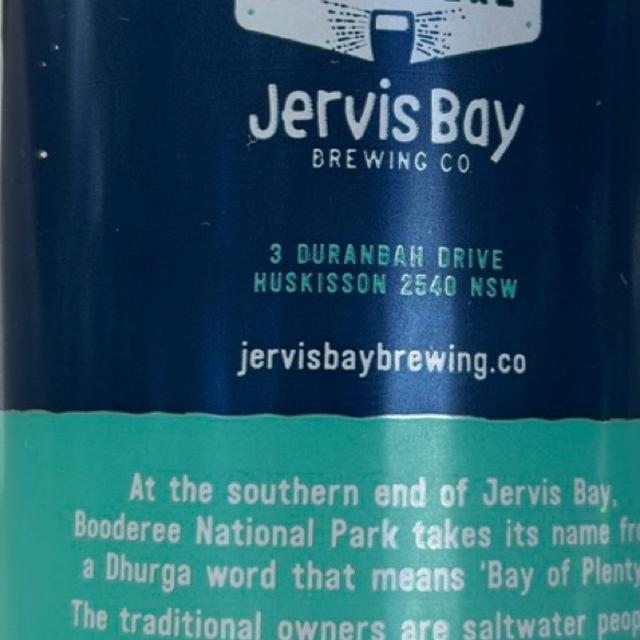 Jervis Bay
BREWING CO.
3 DURANBAH DRIVE
HUSKISSON 2540 NSW
jervisbaybrewing.co
At the southern end of Jervis Bay,
Booderee National Park takes its name
a Dhurga word that means 'Bay of Plenty
The traditional owners are saltwater